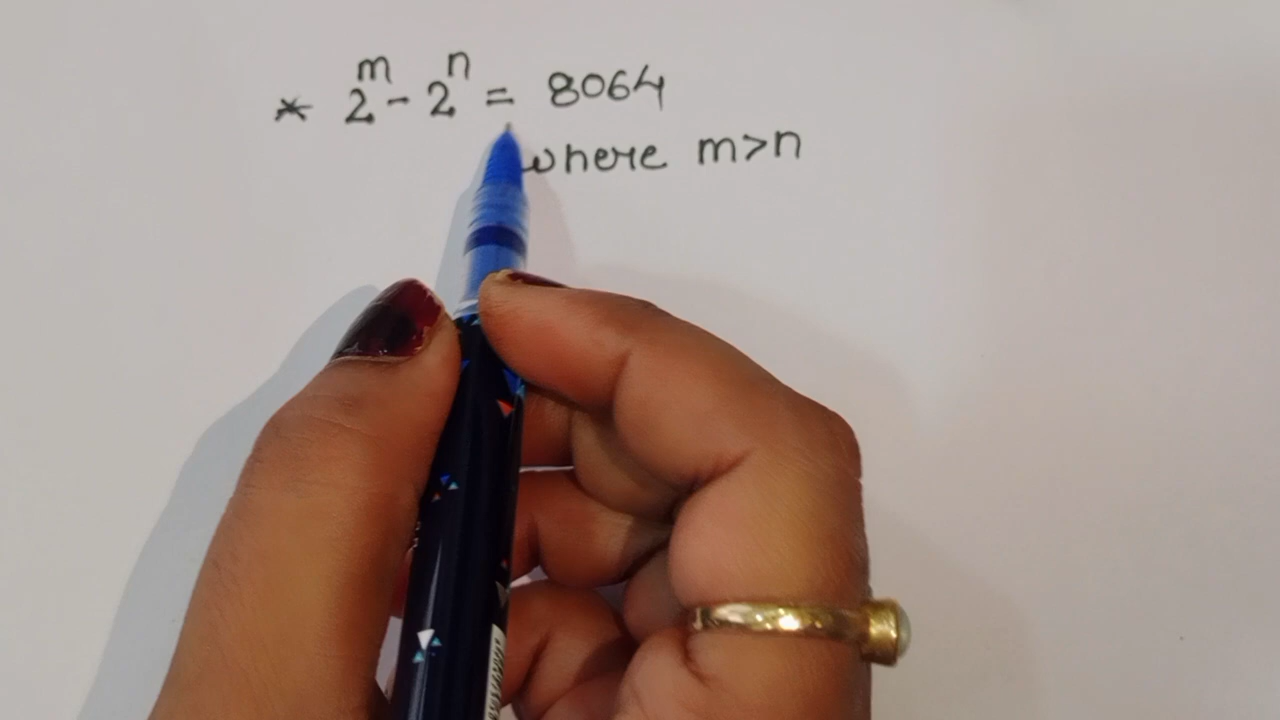 * 2^m - 2^n = 8064
where m>n